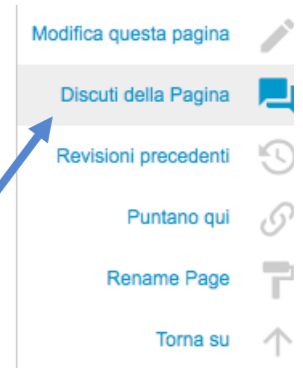 Modifica questa pagina
Discuti della Pagina
Revisioni precedenti
Puntano qui
Rename Page
Torna su